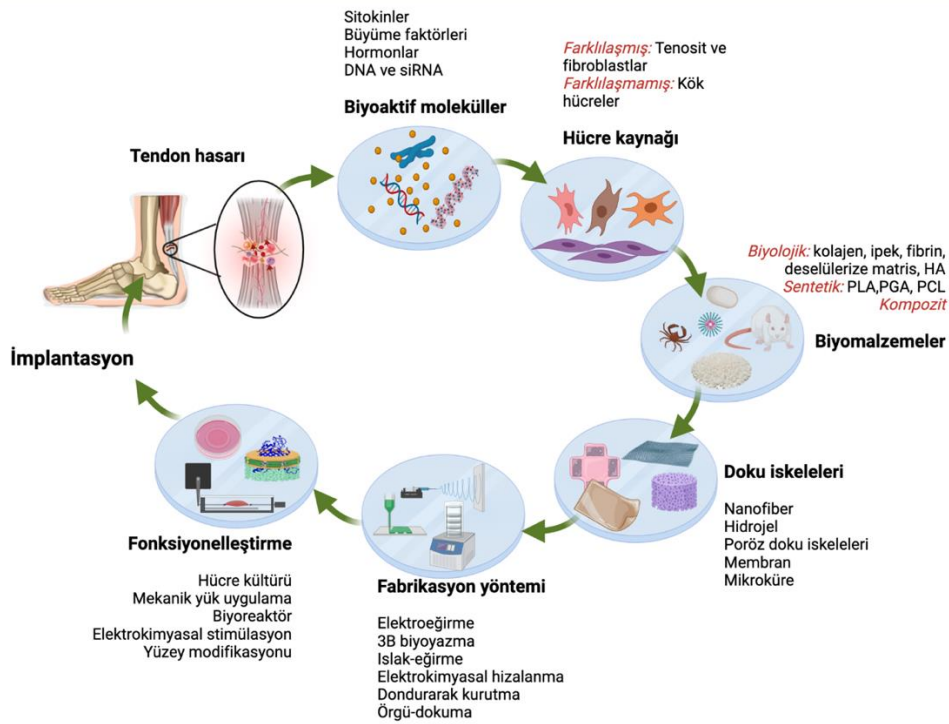 Sitokinler
Büyüme faktörleri
Hormonlar
DNA ve siRNA
Biyoaktif moleküller
Farklılaşmış: Tenosit ve
fibroblastlar
Farklılaşmamış: Kök
hücreler
Hücre kaynağı
Tendon hasarı
Biyolojik: kolajen, ipek, fibrin,
deselülerize matris, HA
Sentetik: PLA,PGA, PCL
Kompozit
Biyomalzemeler
İmplantasyon
Doku iskeleleri
Nanofiber
Hidrojel
Poröz doku iskeleleri
Membran
Mikroküre
Fabrikasyon yöntemi
Elektroeğirme
3B biyoyazma
Islak-eğirme
Elektrokimyasal hizalanma
Dondurarak kurutma
Örgü-dokuma
Fonksiyonelleştirme
Hücre kültürü
Mekanik yük uygulama
Biyoreaktör
Elektrokimyasal stimülasyon
Yüzey modifikasyonu